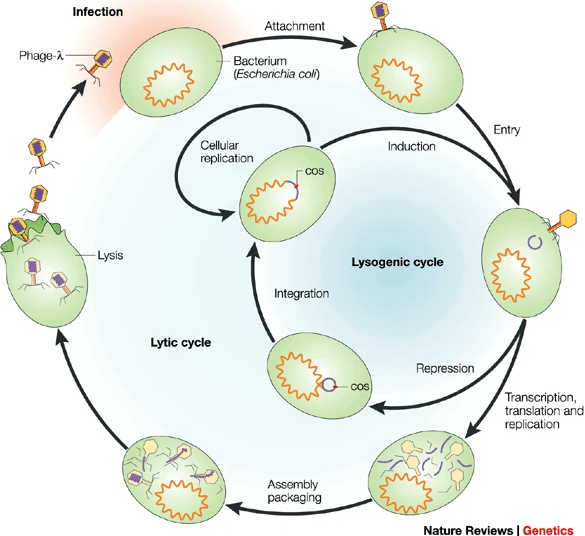 Infection
Attachment
Phage-λ
Bacterium
(Escherichia coli)
Entry
Cellular
replication
Induction
cos
Lysis
Lysogenic cycle
Integration
Lytic cycle
Repression
cos
Transcription,
translation and
replication
Assembly
packaging
Nature Reviews | Genetics